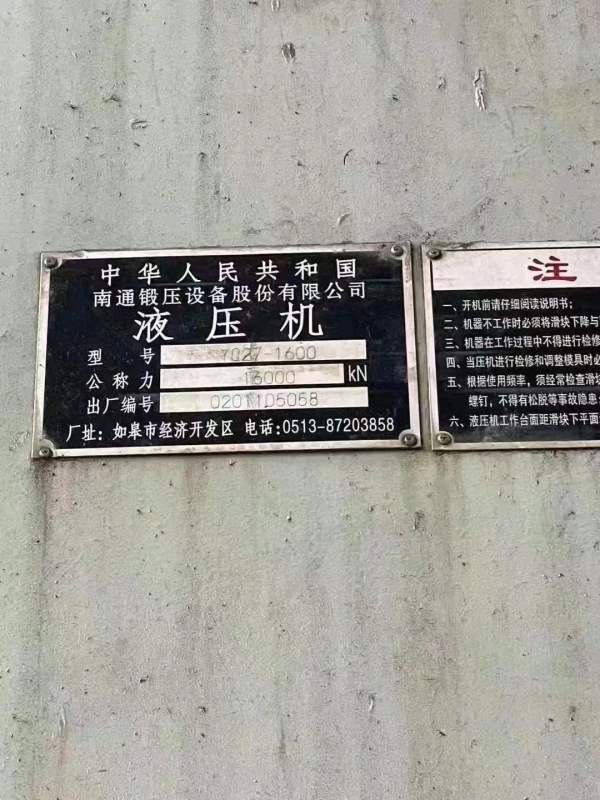 中华人民共和国
南通锻压设备股份有限公司
液压机
型 号 YQ27-1600
公称力 16000 kN
出厂编号 0201105058
厂址：如皋市经济开发区 电话：0513-87203858
注
一、开机前请仔细阅读说明书；
二、机器不工作时必须将滑块下降与
三、机器在工作过程中不得进行检修
四、当压机进行检修和调整模具时必
五、根据使用频率，须经常检查滑块
螺钉，不得有松脱等事故隐患
六、液压机工作台面距滑块下平面